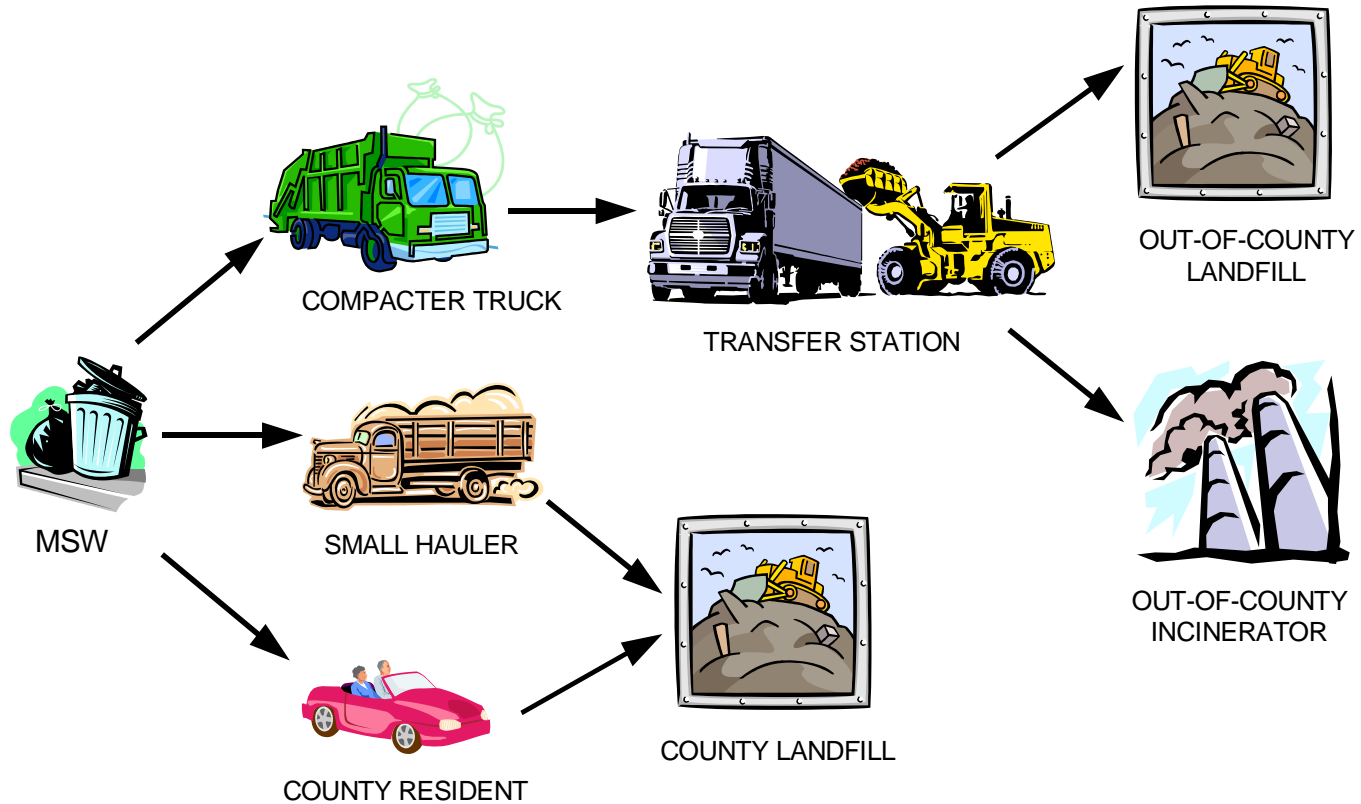 OUT-OF-COUNTY
LANDFILL
COMPACTER TRUCK
TRANSFER STATION
MSW
SMALL HAULER
OUT-OF-COUNTY
INCINERATOR
COUNTY LANDFILL
COUNTY RESIDENT